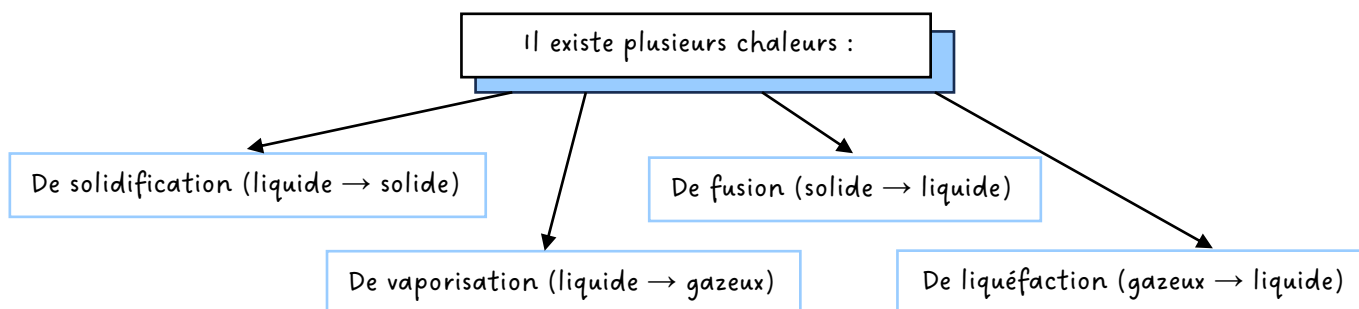 Il existe plusieurs chaleurs :
De solidification (liquide → solide)
De fusion (solide → liquide)
De vaporisation (liquide → gazeux)
De liquéfaction (gazeux → liquide)